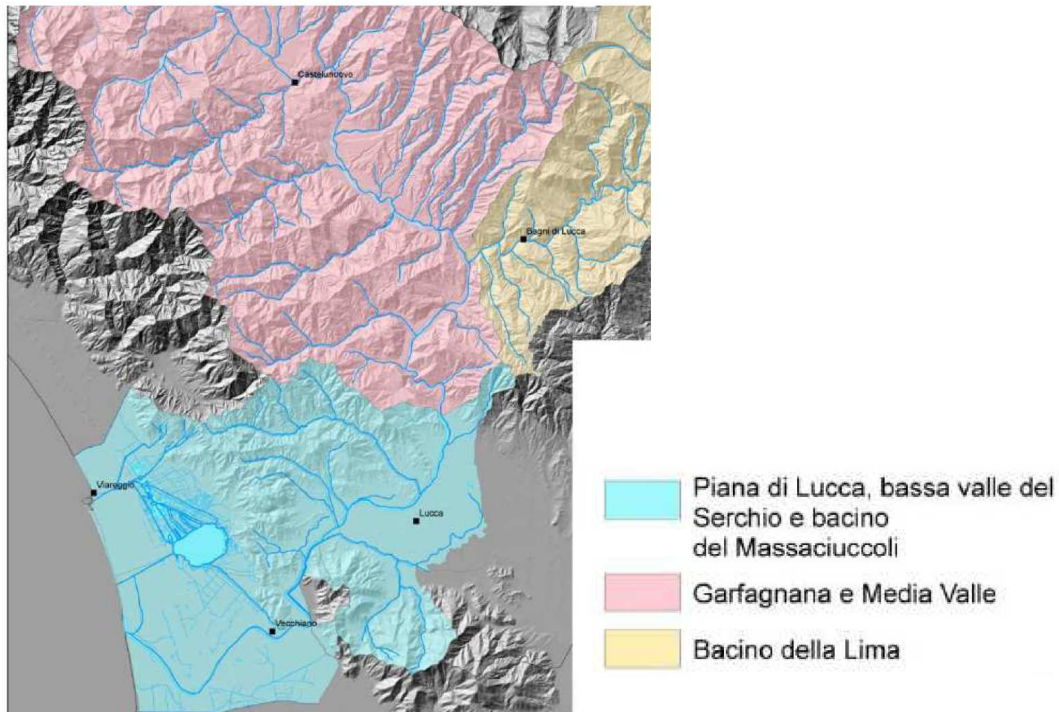 Castelnuovo
Bagni di Lucca
Viareggio
Lucca
Vecchiano
Piana di Lucca, bassa valle del
Serchio e bacino
del Massaciuccoli
Garfagnana e Media Valle
Bacino della Lima